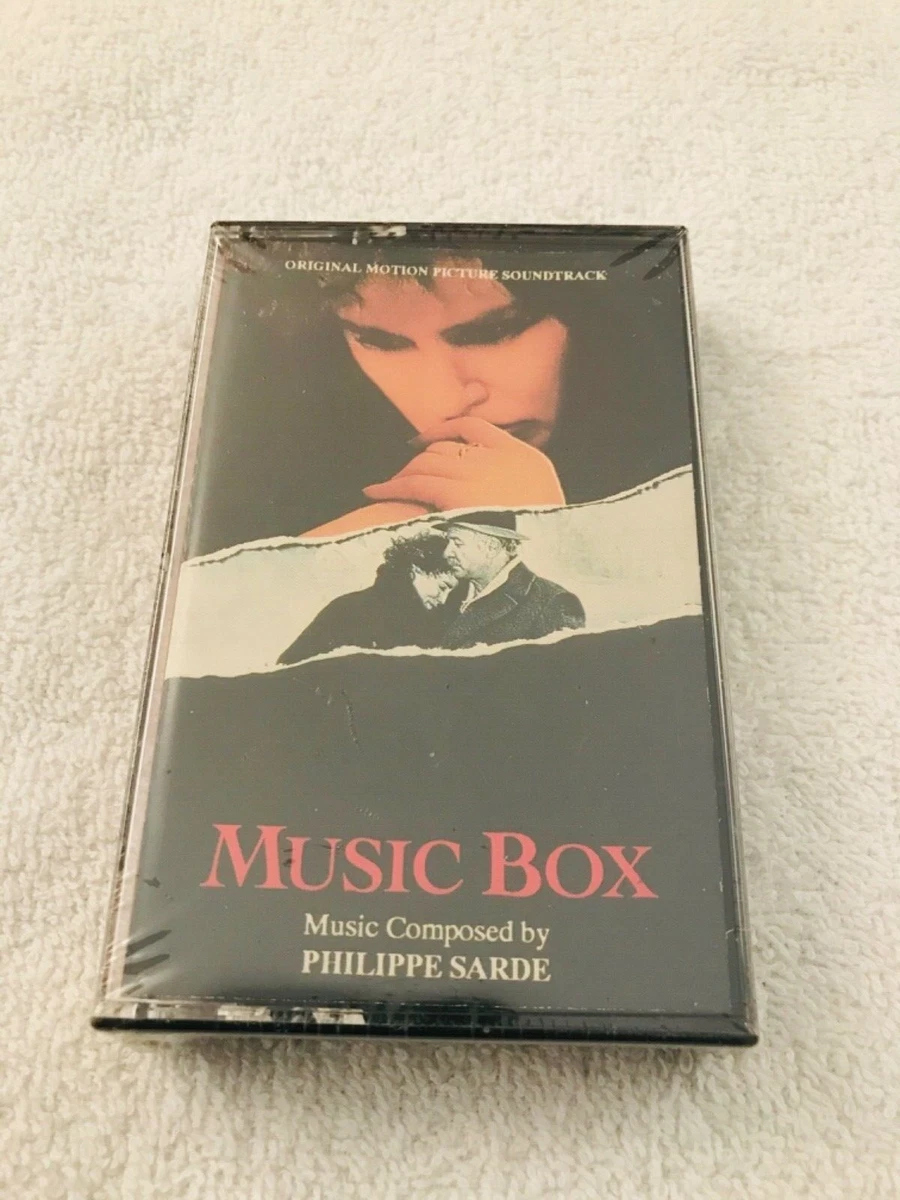 ORIGINAL MOTION PICTURE SOUNDTRACK
MUSIC BOX
Music Composed by
PHILIPPE SARDE